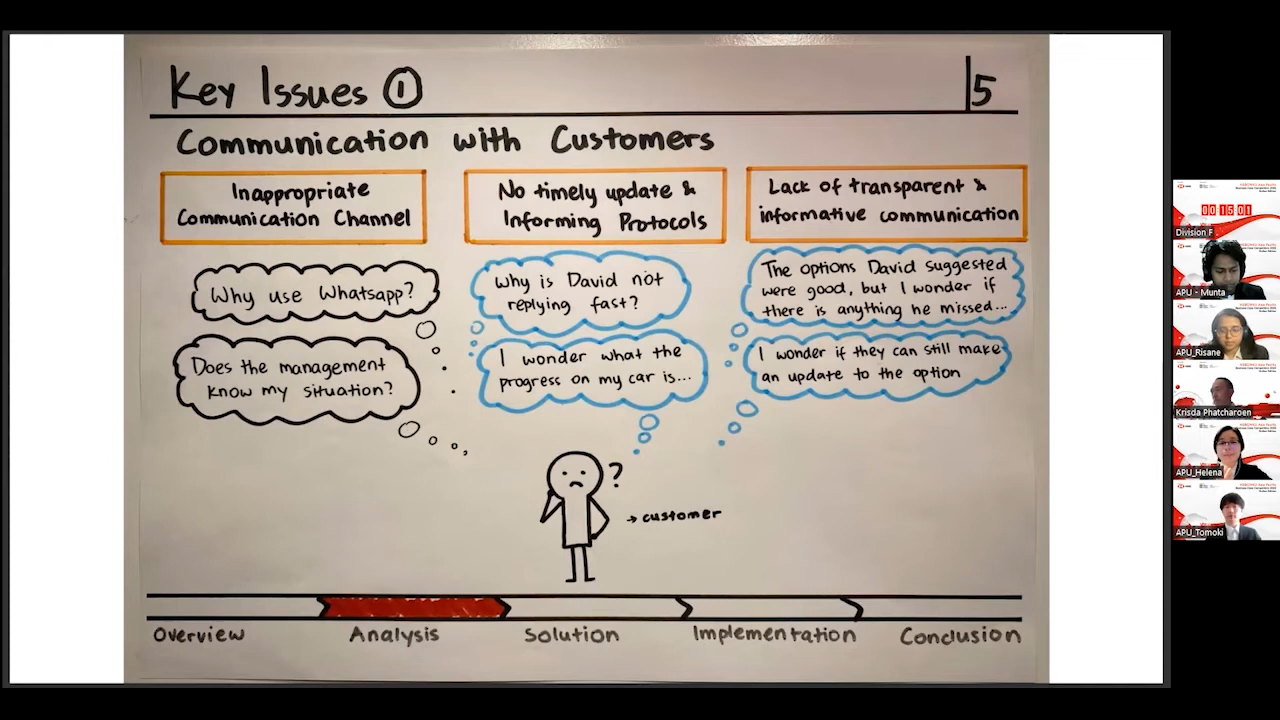 Key Issues ①
5
Communication with Customers
Inappropriate
Communication Channel
No timely update &
Informing Protocols
Lack of transparent &
informative communication
Why use Whatsapp?
Does the management
know my situation?
Why is David not
replying fast?
I wonder what the
progress on my car is...
The options David suggested
were good, but I wonder if
there is anything he missed...
I wonder if they can still make
an update to the option
?
→ customer
Overview
Analysis
Solution
Implementation
Conclusion
00:15:01
Division F
APU - Munta
APU_Risane
Krisda Phatcharoen
APU_Helena
APU_Tomoki